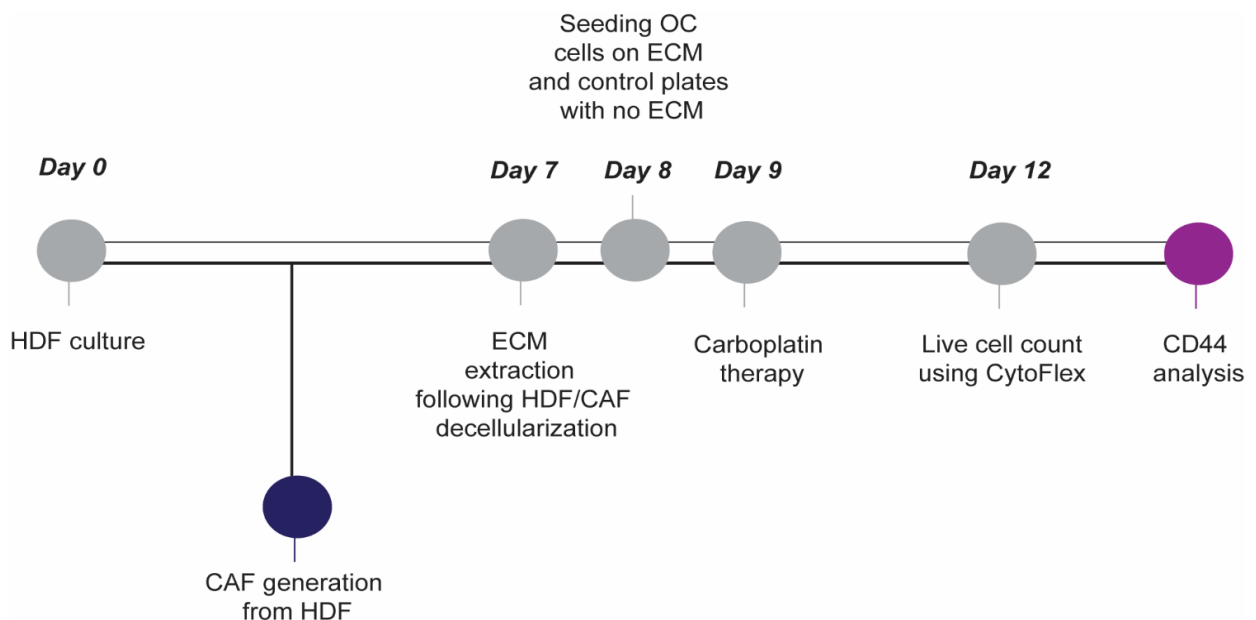 Seeding OC
cells on ECM
and control plates
with no ECM
Day 0
Day 7
Day 8
Day 9
Day 12
HDF culture
ECM
extraction
following HDF/CAF
decellularization
Carboplatin
therapy
Live cell count
using CytoFlex
CD44
analysis
CAF generation
from HDF